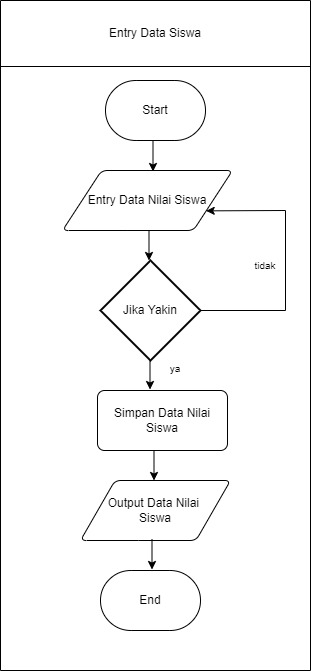 Entry Data Siswa
Start
Entry Data Nilai Siswa
tidak
Jika Yakin
ya
Simpan Data Nilai
Siswa
Output Data Nilai
Siswa
End